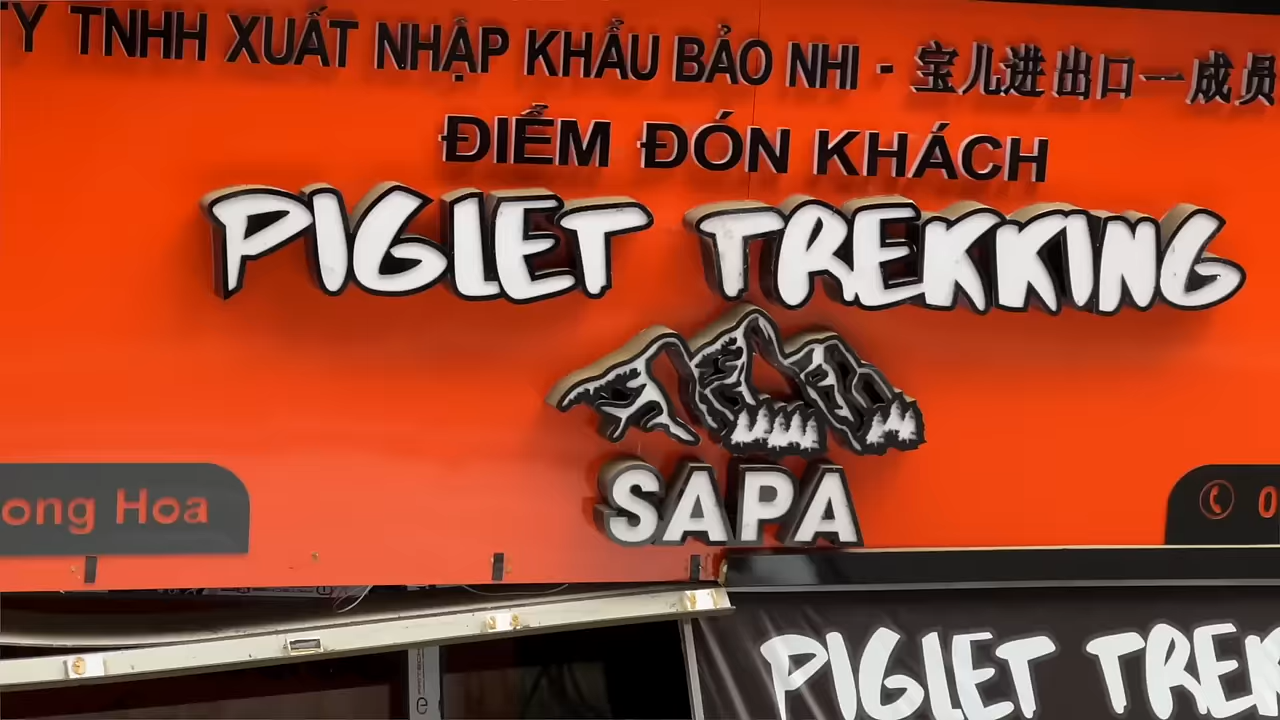 Y TNHH XUẤT NHẬP KHẨU BẢO NHI - 宝儿进出口一成员
ĐIỂM ĐÓN KHÁCH
PIGLET TREKKING
SAPA
ong Hoa
0
PIGLET TREK